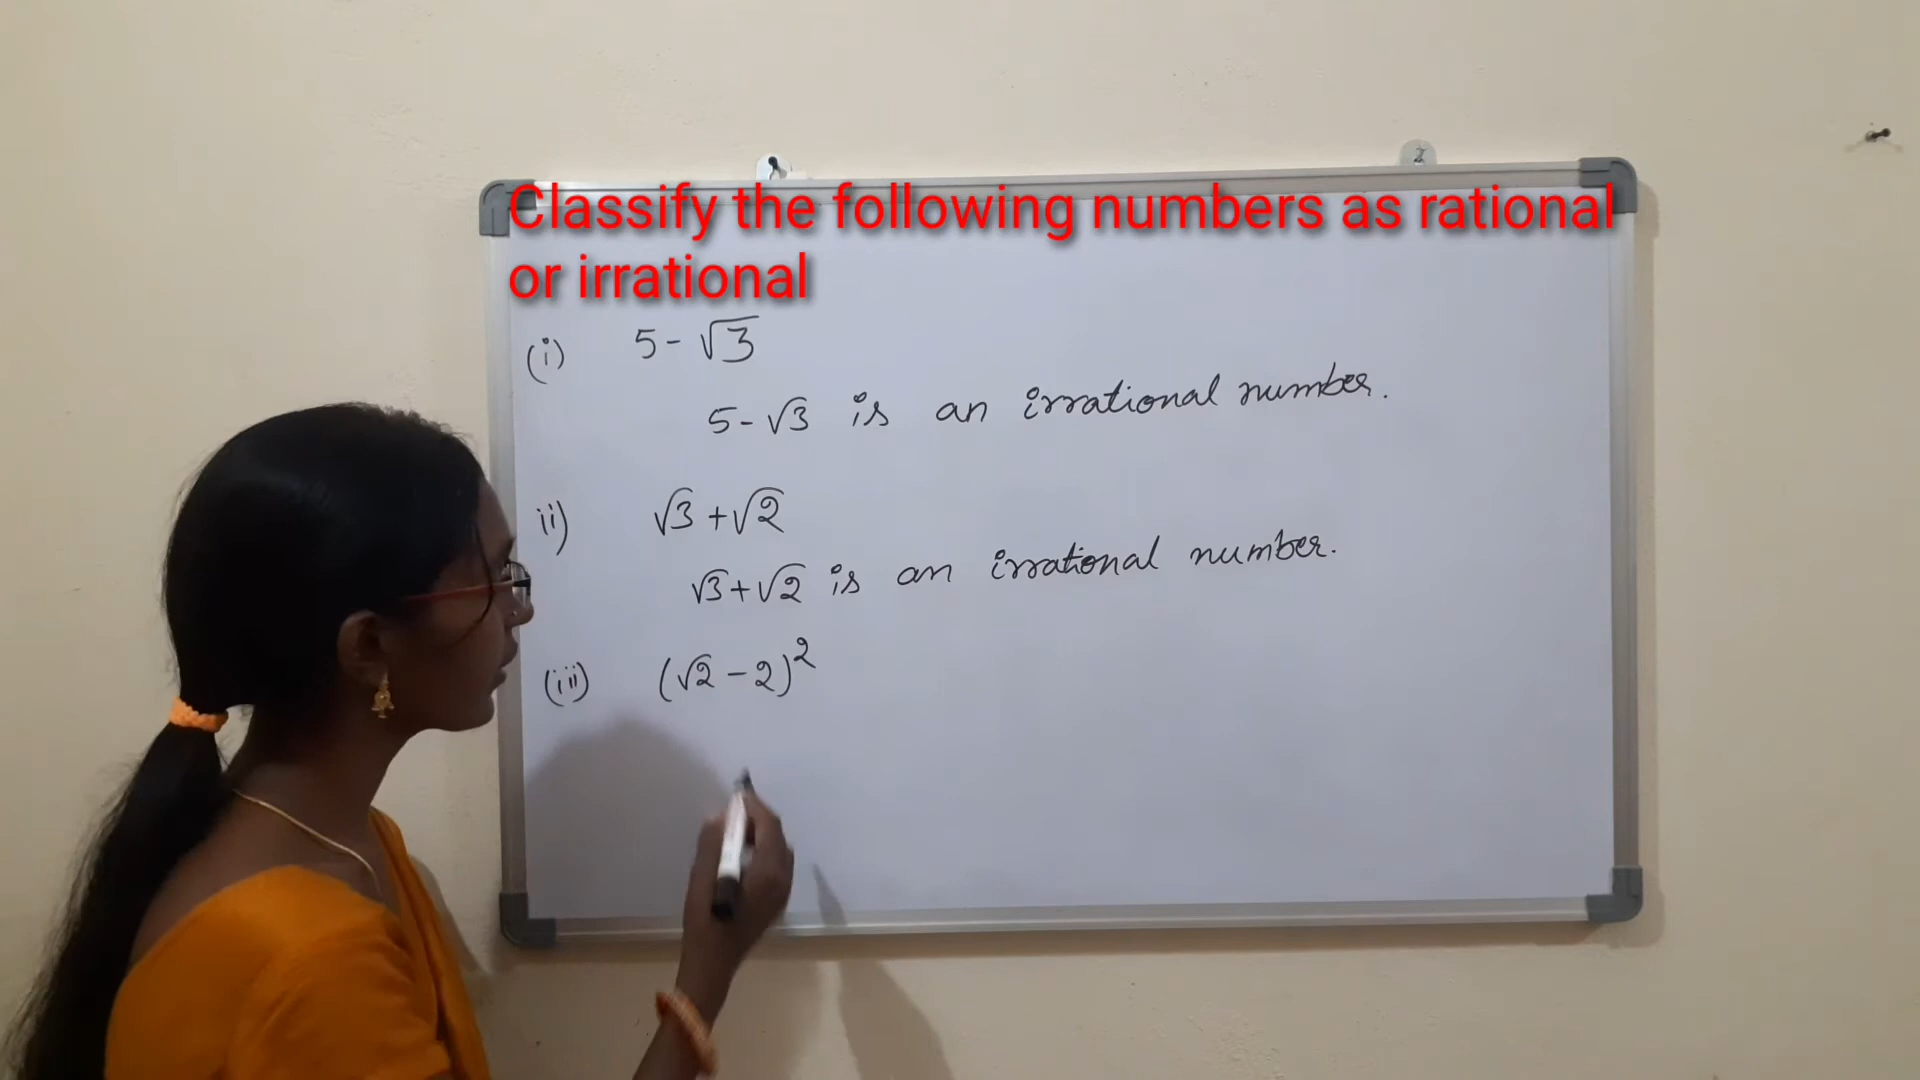 Classify the following numbers as rational
or irrational
(i) 5 - √3
5 - √3 is an irrational number.
ii) √3 + √2
√3 + √2 is an irrational number.
(iii) (√2 - 2)²